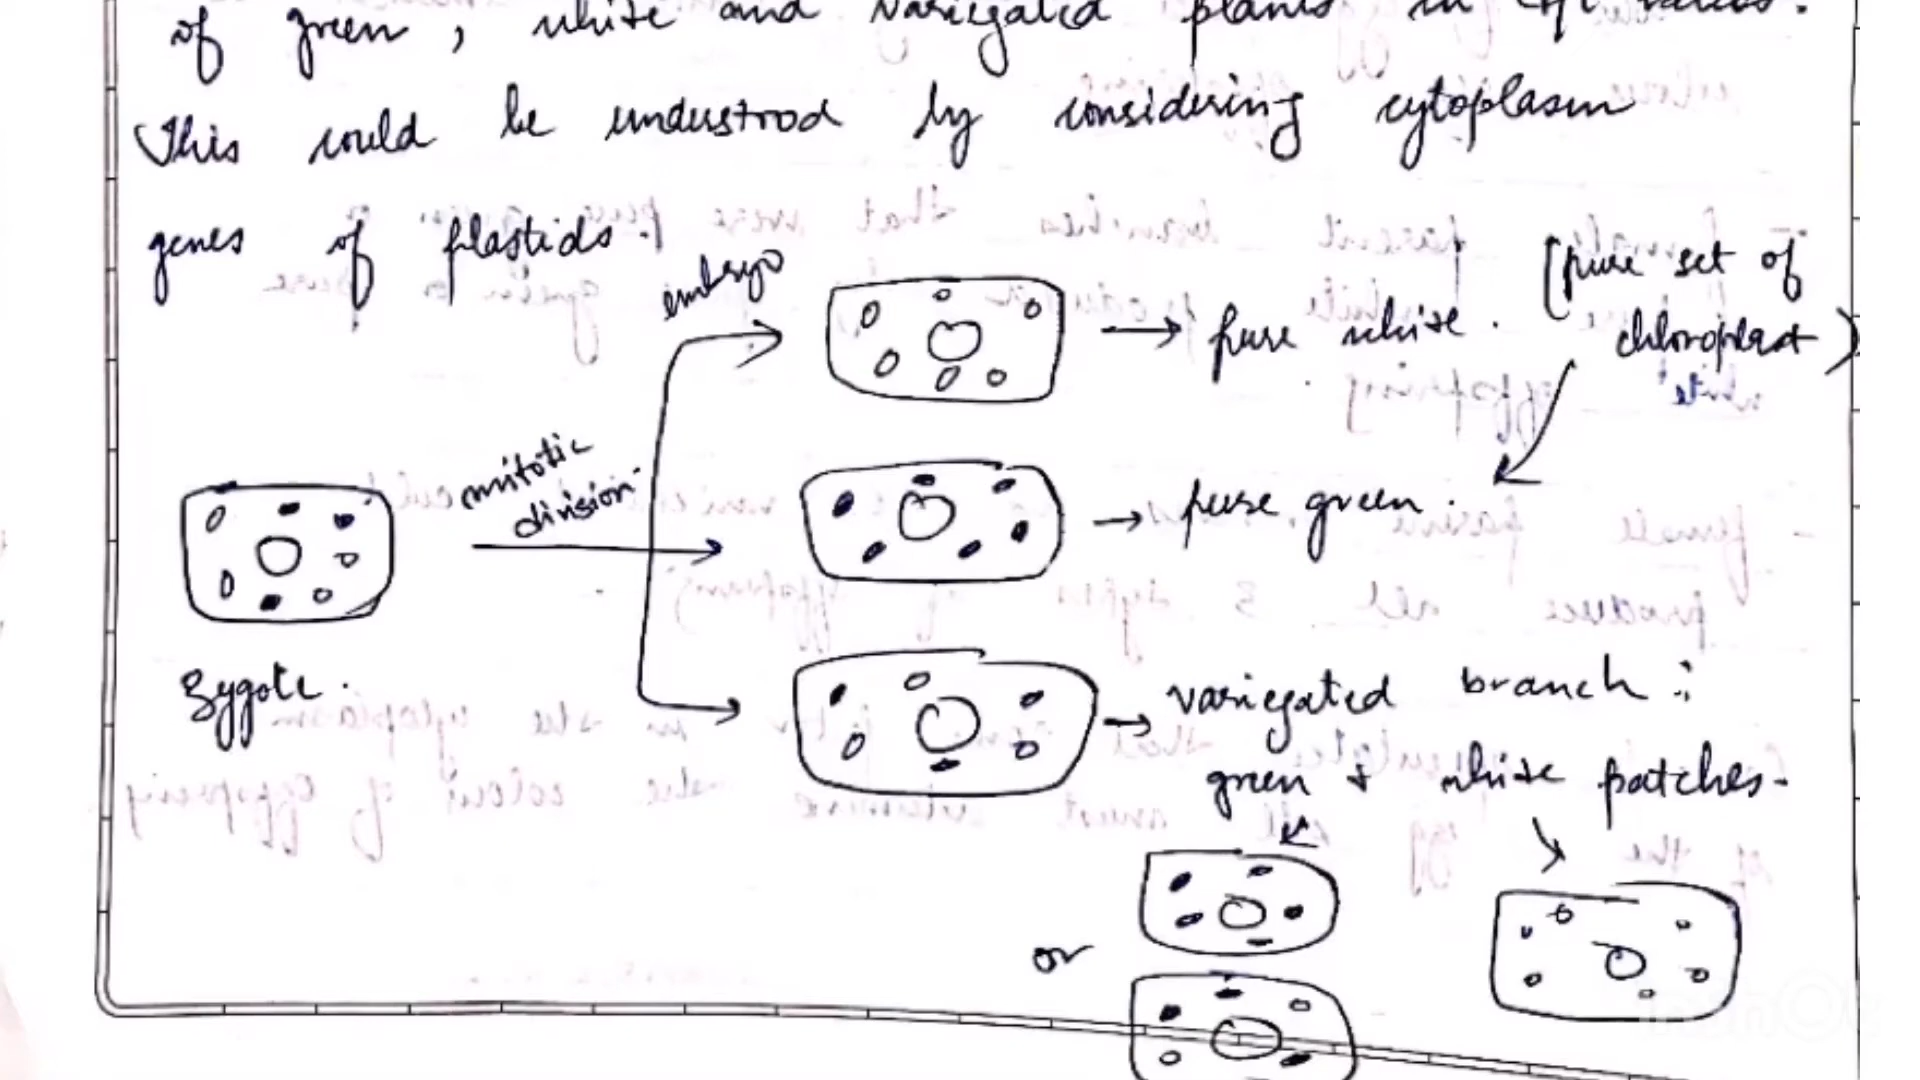 of green, white and variegated plants in
This could be understood by considering cytoplasm
genes of plastids.
embryo
(pure set of
chloroplast)
→ pure white.
mitotic
division.
→ pure green.
Zygote.
→ variegated branch :
green + white patches.
or